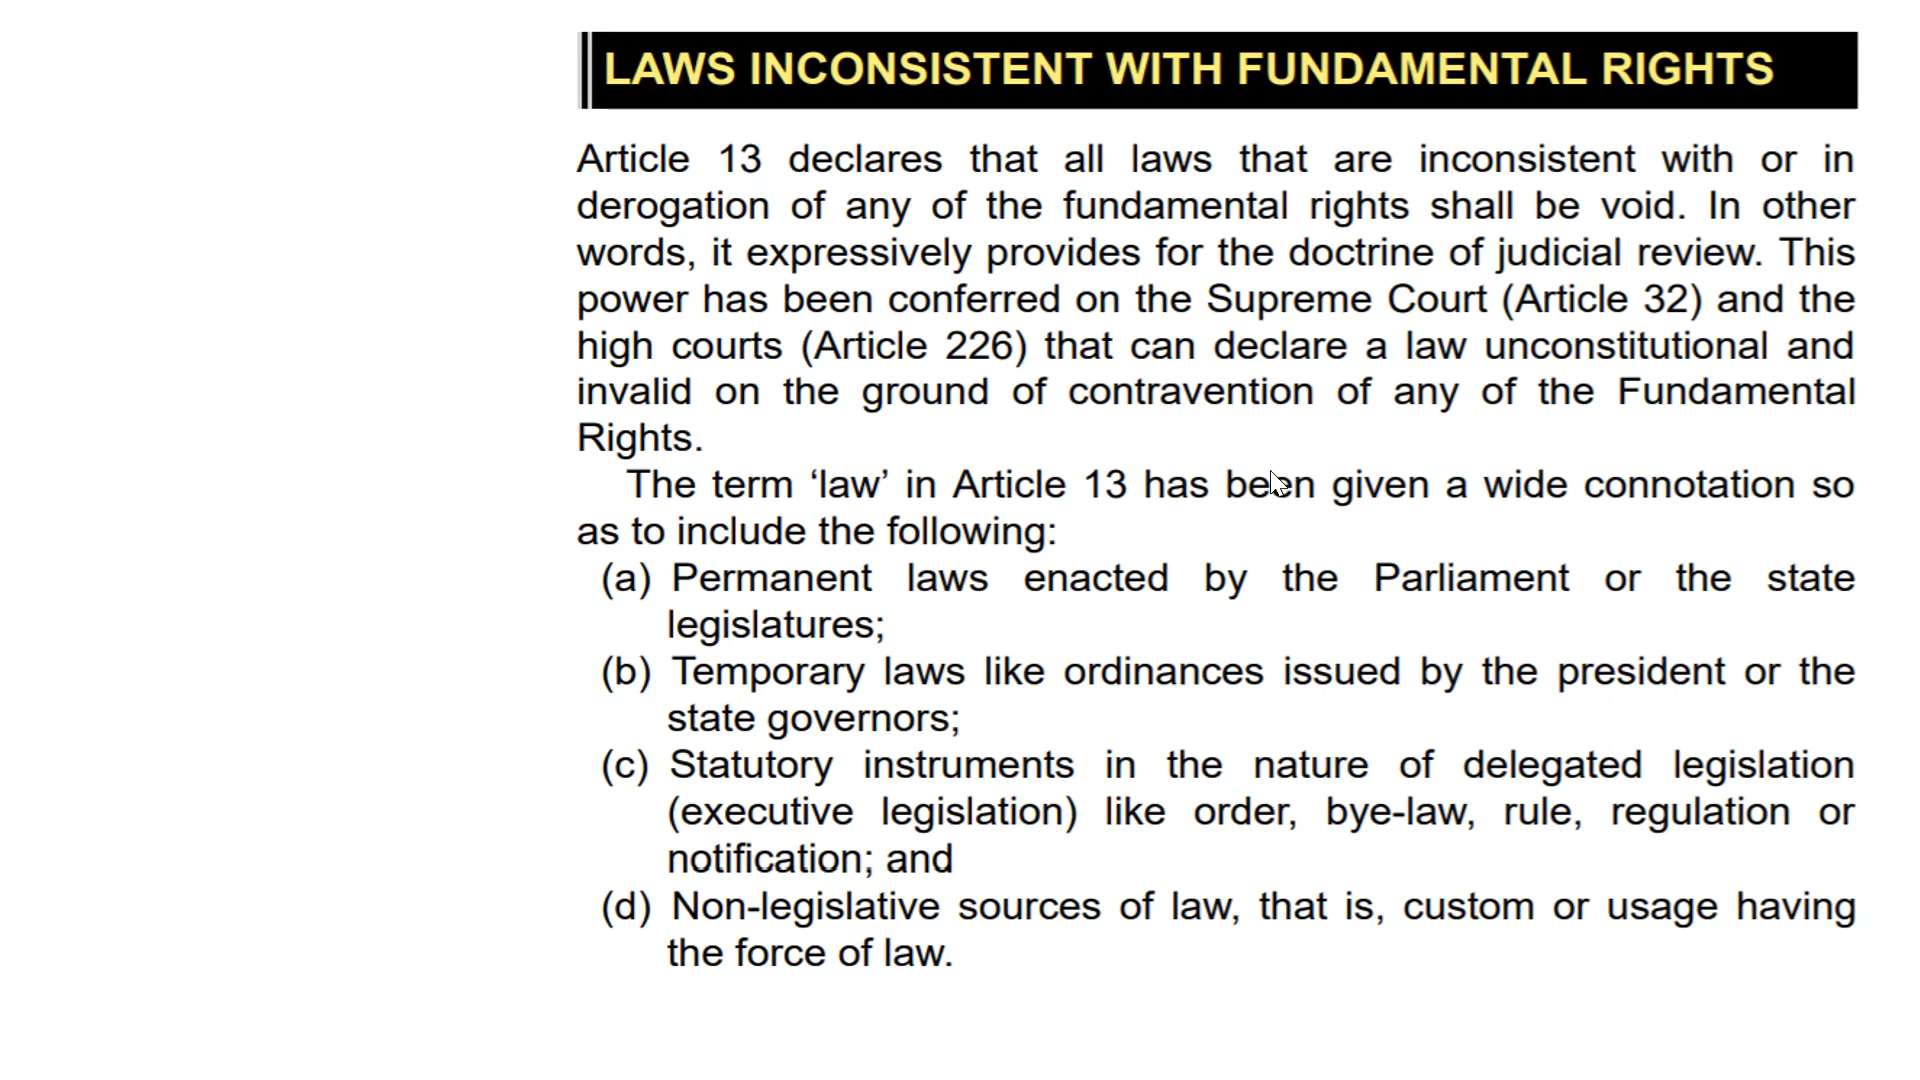 LAWS INCONSISTENT WITH FUNDAMENTAL RIGHTS
Article 13 declares that all laws that are inconsistent with or in
derogation of any of the fundamental rights shall be void. In other
words, it expressively provides for the doctrine of judicial review. This
power has been conferred on the Supreme Court (Article 32) and the
high courts (Article 226) that can declare a law unconstitutional and
invalid on the ground of contravention of any of the Fundamental
Rights.
The term ‘law’ in Article 13 has been given a wide connotation so
as to include the following:
(a) Permanent laws enacted by the Parliament or the state
legislatures;
(b) Temporary laws like ordinances issued by the president or the
state governors;
(c) Statutory instruments in the nature of delegated legislation
(executive legislation) like order, bye-law, rule, regulation or
notification; and
(d) Non-legislative sources of law, that is, custom or usage having
the force of law.